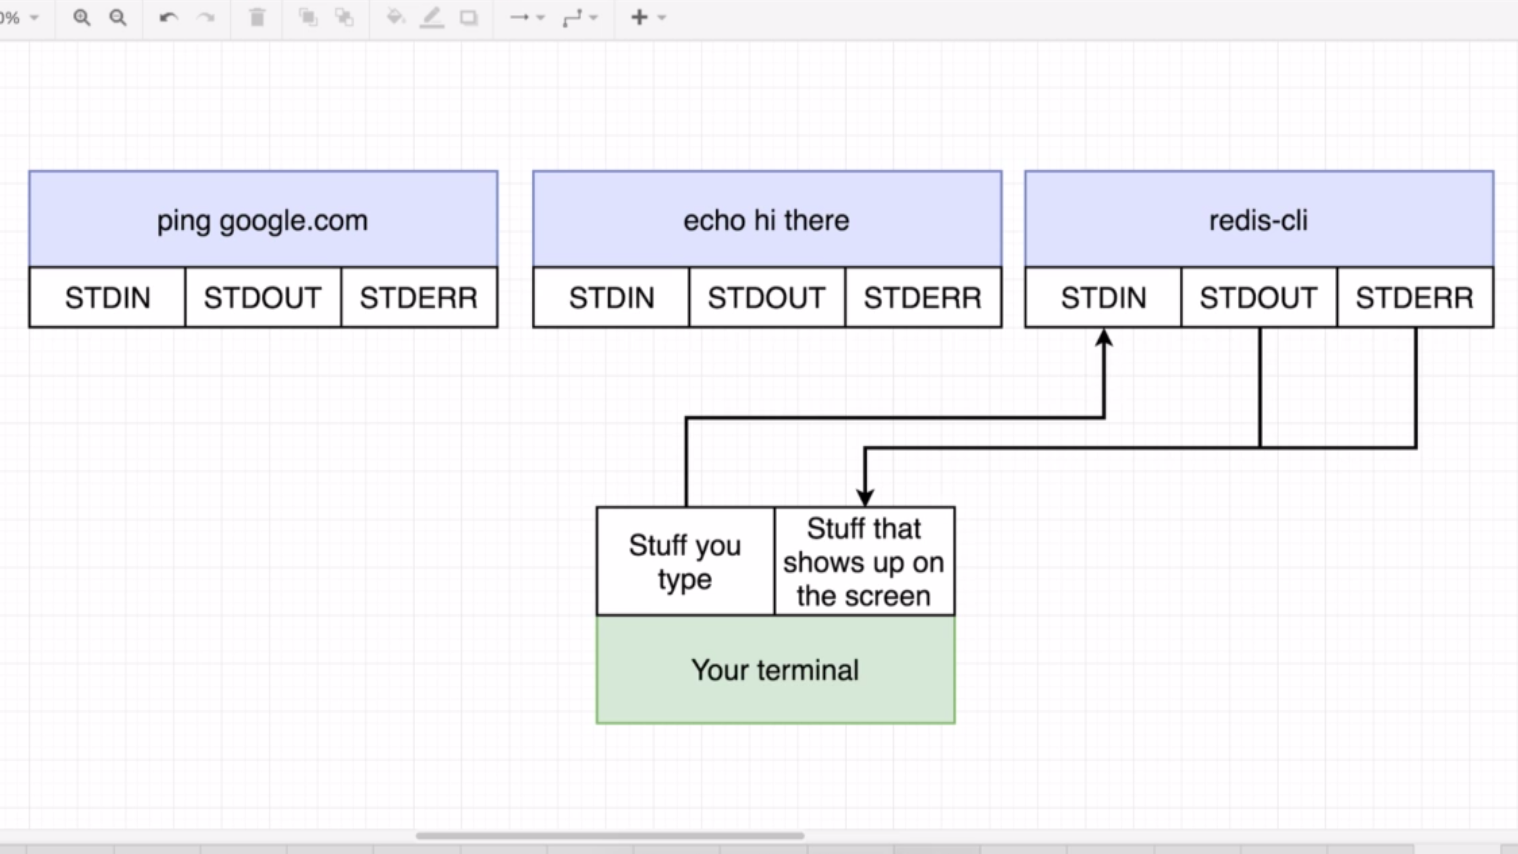 0%
ping google.com
echo hi there
redis-cli
STDIN STDOUT STDERR
STDIN STDOUT STDERR
STDIN STDOUT STDERR
Stuff you
type
Stuff that
shows up on
the screen
Your terminal